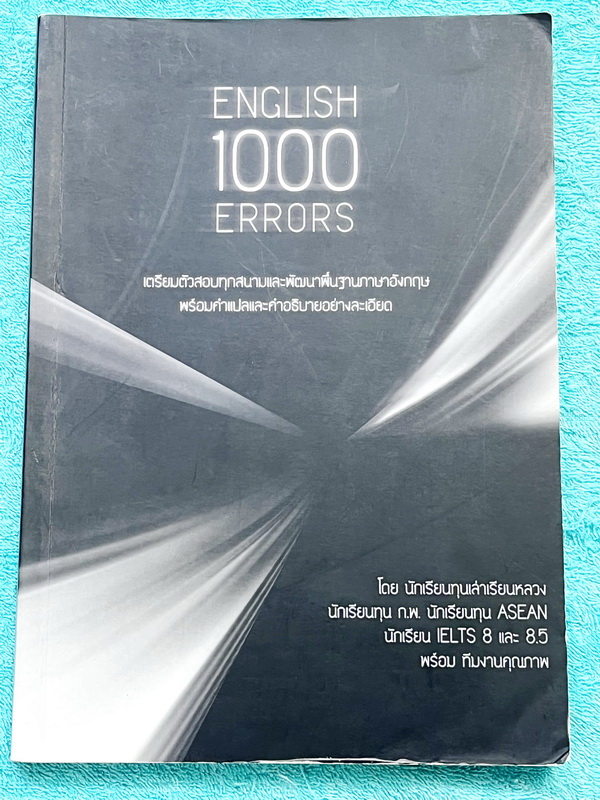 ENGLISH
1000
ERRORS
เตรียมตัวสอบทุกสนามและพัฒนาพื้นฐานภาษาอังกฤษ
พร้อมคำแปลและคำอธิบายอย่างละเอียด
โดย นักเรียนทุนเล่าเรียนหลวง
นักเรียนทุน ก.พ. นักเรียนทุน ASEAN
นักเรียน IELTS 8 และ 8.5
พร้อม ทีมงานคุณภาพ